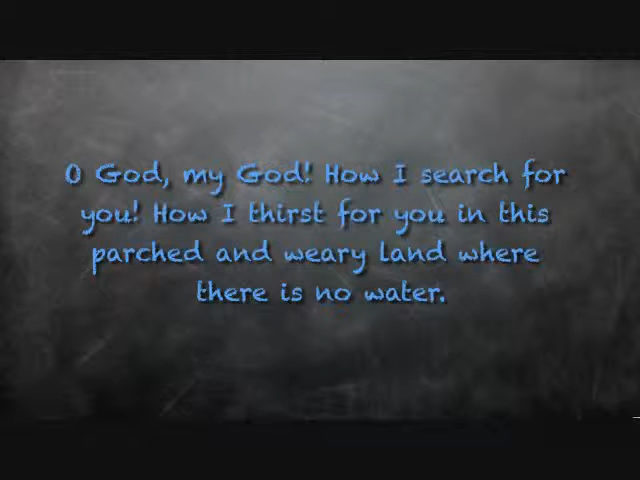 O God, my God! How I search for
you! How I thirst for you in this
parched and weary land where
there is no water.